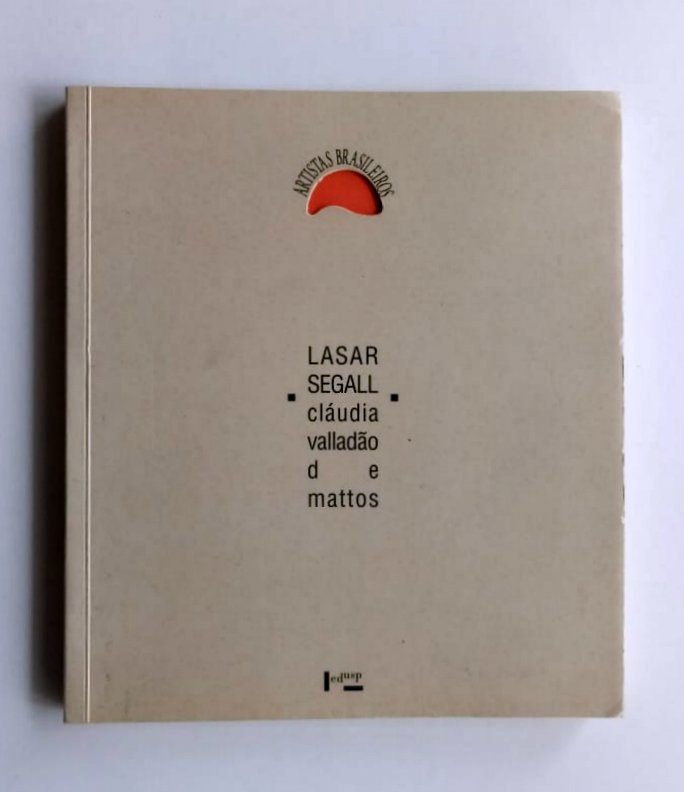 ARTISTAS BRASILEIROS
LASAR
SEGALL
cláudia
valladão
d e
mattos
edusp